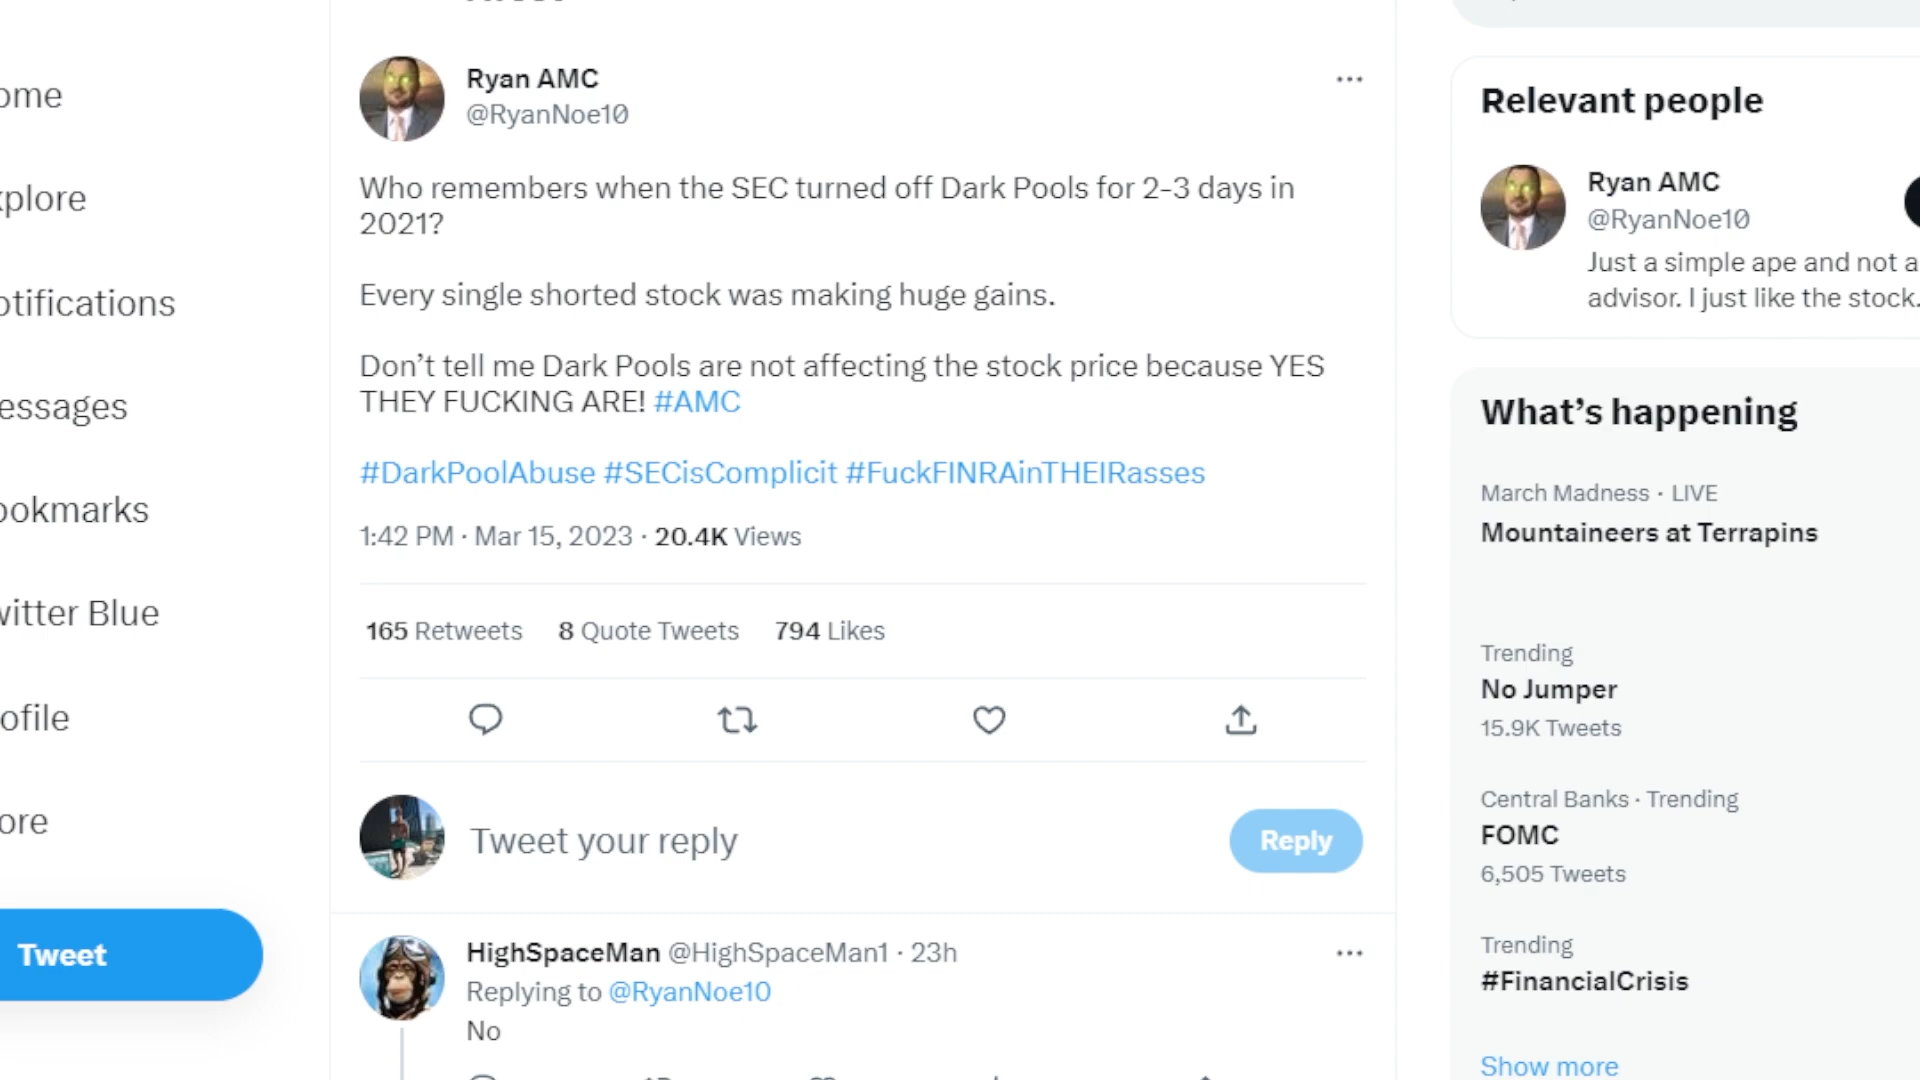 Ryan AMC
@RyanNoe10
Who remembers when the SEC turned off Dark Pools for 2-3 days in
2021?
Every single shorted stock was making huge gains.
Don’t tell me Dark Pools are not affecting the stock price because YES
THEY FUCKING ARE! #AMC
#DarkPoolAbuse #SECisComplicit #FuckFINRAinTHEIRasses
1:42 PM · Mar 15, 2023 · 20.4K Views
165 Retweets 8 Quote Tweets 794 Likes
Tweet your reply
Reply
HighSpaceMan @HighSpaceMan1 · 23h
Replying to @RyanNoe10
No
ome
xplore
otifications
essages
ookmarks
witter Blue
ofile
ore
Tweet
Relevant people
Ryan AMC
@RyanNoe10
Just a simple ape and not a
advisor. I just like the stock.
What’s happening
March Madness · LIVE
Mountaineers at Terrapins
Trending
No Jumper
15.9K Tweets
Central Banks · Trending
FOMC
6,505 Tweets
Trending
#FinancialCrisis
Show more